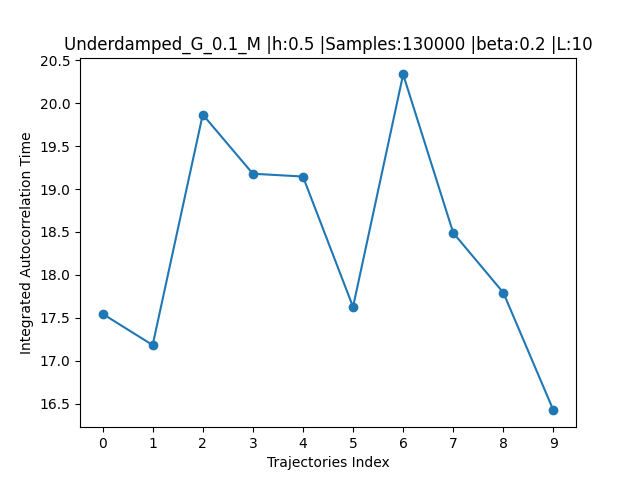 Underdamped_G_0.1_M |h:0.5 |Samples:130000 |beta:0.2 |L:10
20.5
20.0
19.5
19.0
18.5
18.0
17.5
17.0
16.5
Integrated Autocorrelation Time
0 1 2 3 4 5 6 7 8 9
Trajectories Index